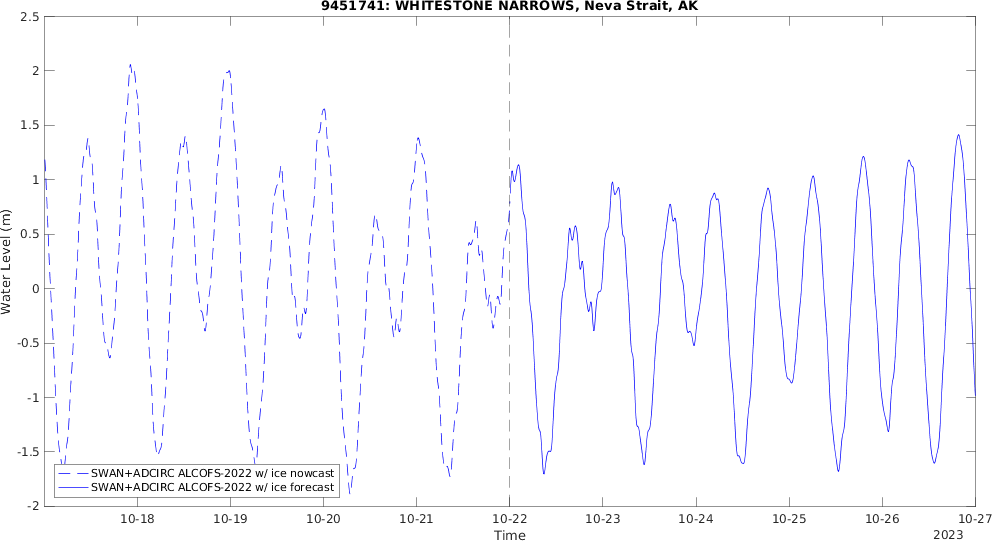 9451741: WHITESTONE NARROWS, Neva Strait, AK
2.5
2
1.5
1
0.5
0
-0.5
-1
-1.5
-2
Water Level (m)
SWAN+ADCIRC ALCOFS-2022 w/ ice nowcast
SWAN+ADCIRC ALCOFS-2022 w/ ice forecast
10-18 10-19 10-20 10-21 10-22 10-23 10-24 10-25 10-26 10-27
Time
2023